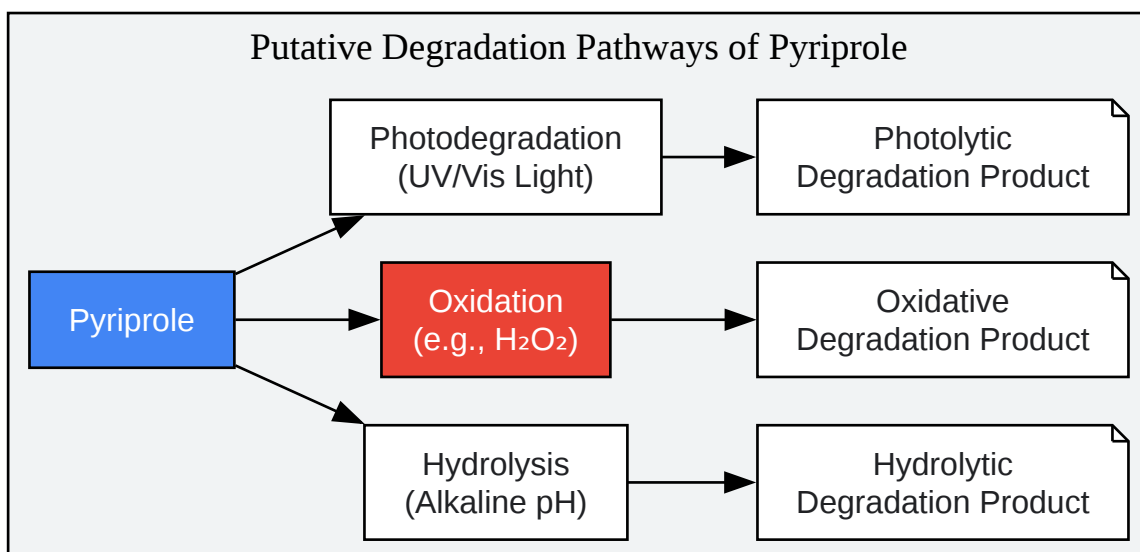 Putative Degradation Pathways of Pyriprole
Photodegradation
(UV/Vis Light)
Photolytic
Degradation Product
Pyriprole
Oxidation
(e.g., H₂O₂)
Oxidative
Degradation Product
Hydrolysis
(Alkaline pH)
Hydrolytic
Degradation Product